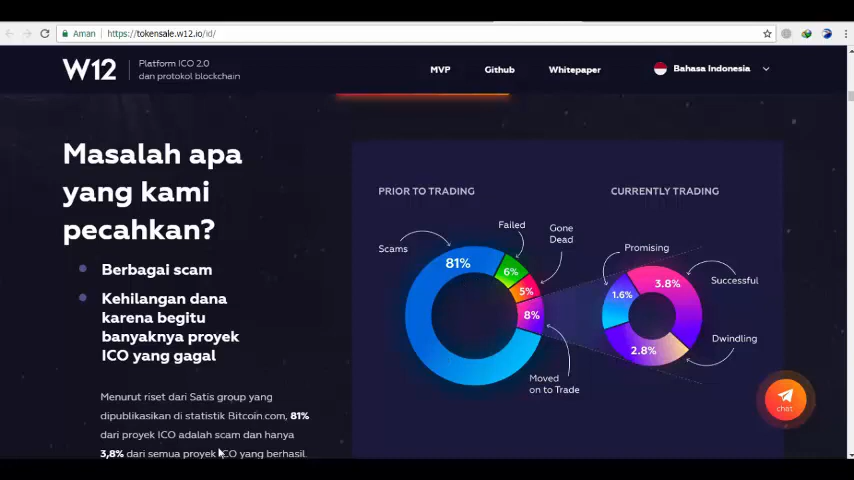 Aman
https://tokensale.w12.io/id/
W12
Platform ICO 2.0
dan protokol blockchain
MVP
Github
Whitepaper
Bahasa Indonesia
Masalah apa
yang kami
pecahkan?
Berbagai scam
Kehilangan dana
karena begitu
banyaknya proyek
ICO yang gagal
Menurut riset dari Satis group yang
dipublikasikan di statistik Bitcoin.com, 81%
dari proyek ICO adalah scam dan hanya
3,8% dari semua proyek ICO yang berhasil.
PRIOR TO TRADING
Scams
81%
Failed
6%
Gone
Dead
5%
8%
Moved
on to Trade
CURRENTLY TRADING
Promising
1.6%
3.8%
Successful
2.8%
Dwindling
chat